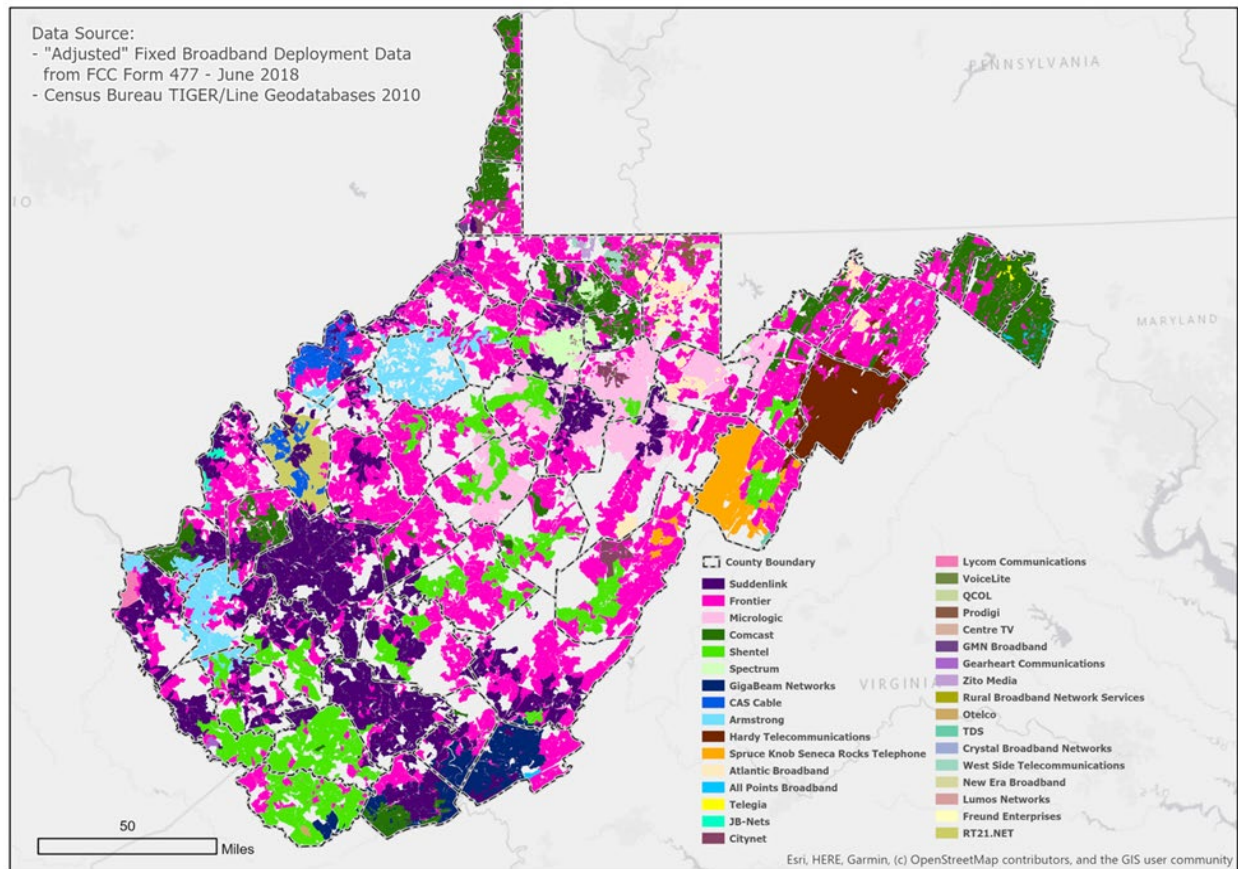 Data Source:
- "Adjusted" Fixed Broadband Deployment Data
from FCC Form 477 - June 2018
- Census Bureau TIGER/Line Geodatabases 2010
PENNSYLVANIA
IO
MARYLAND
VIRGINIA
County Boundary
Suddenlink
Frontier
Micrologic
Comcast
Shentel
Spectrum
GigaBeam Networks
CAS Cable
Armstrong
Hardy Telecommunications
Spruce Knob Seneca Rocks Telephone
Atlantic Broadband
All Points Broadband
Telegia
JB-Nets
Citynet
Lycom Communications
VoiceLite
QCOL
Prodigi
Centre TV
GMN Broadband
Gearheart Communications
Zito Media
Rural Broadband Network Services
Otelco
TDS
Crystal Broadband Networks
West Side Telecommunications
New Era Broadband
Lumos Networks
Freund Enterprises
RT21.NET
50
Miles
Esri, HERE, Garmin, (c) OpenStreetMap contributors, and the GIS user community